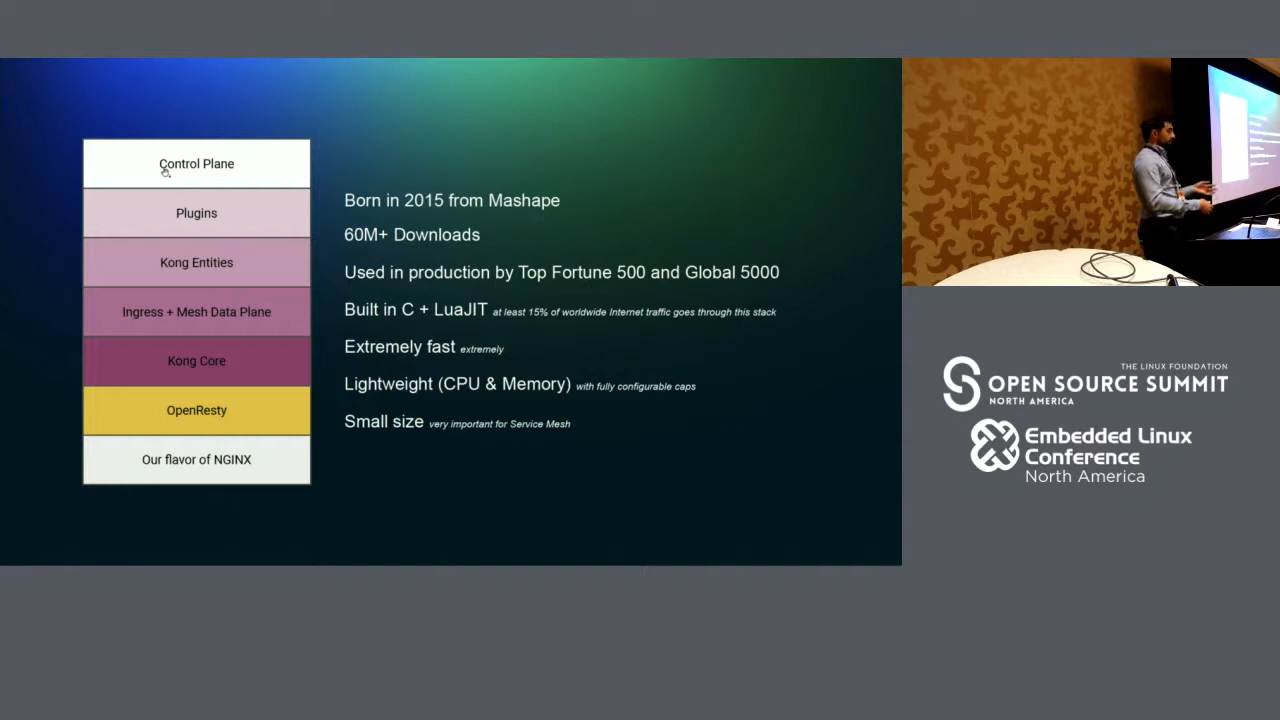 Control Plane
Plugins
Kong Entities
Ingress + Mesh Data Plane
Kong Core
OpenResty
Our flavor of NGINX
Born in 2015 from Mashape
60M+ Downloads
Used in production by Top Fortune 500 and Global 5000
Built in C + LuaJIT at least 15% of worldwide Internet traffic goes through this stack
Extremely fast extremely
Lightweight (CPU & Memory) with fully configurable caps
Small size very important for Service Mesh
THE LINUX FOUNDATION
OPEN SOURCE SUMMIT
NORTH AMERICA
Embedded Linux
Conference
North America